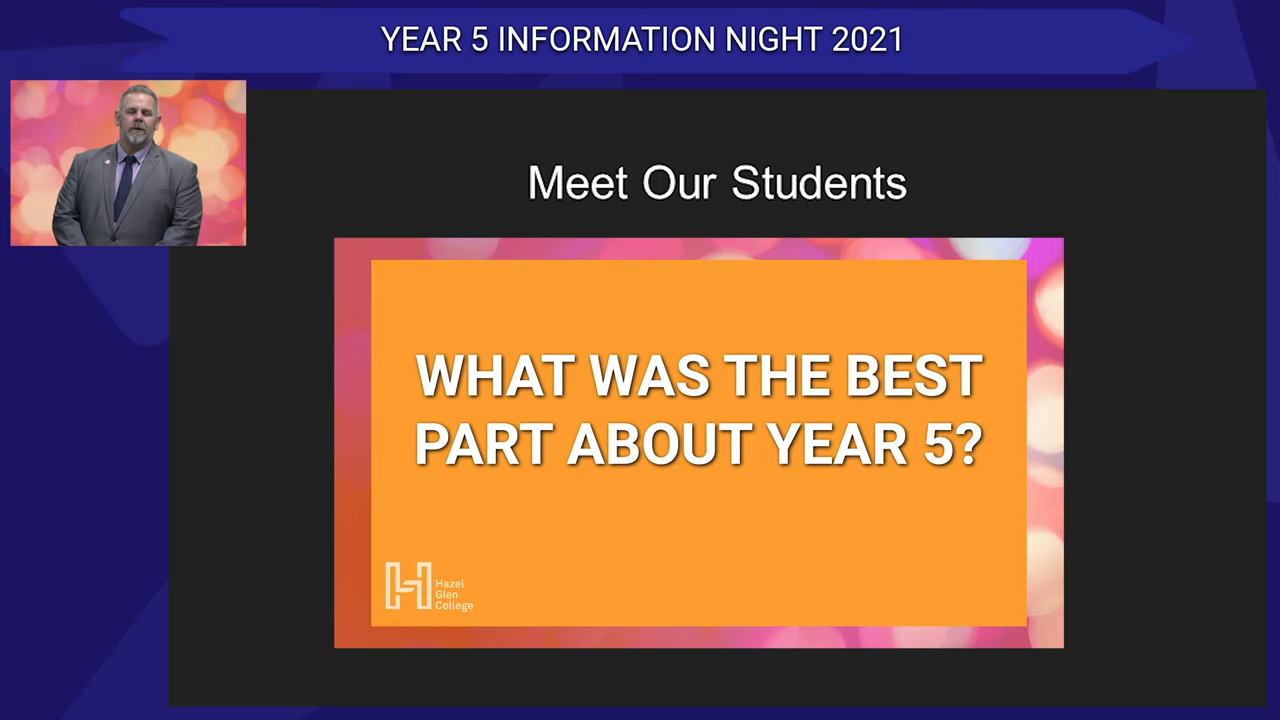 YEAR 5 INFORMATION NIGHT 2021
Meet Our Students
WHAT WAS THE BEST
PART ABOUT YEAR 5?
Hazel
Glen
College